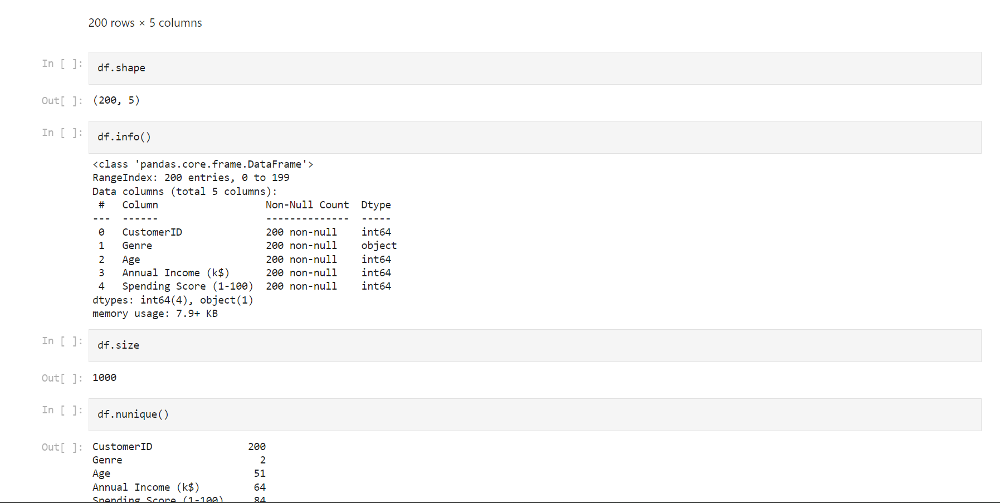 200 rows × 5 columns
In [ ]: df.shape
Out[ ]: (200, 5)
In [ ]: df.info()
<class 'pandas.core.frame.DataFrame'>
RangeIndex: 200 entries, 0 to 199
Data columns (total 5 columns):
 #   Column                  Non-Null Count  Dtype
---  ------                  --------------  -----
 0   CustomerID              200 non-null    int64
 1   Genre                   200 non-null    object
 2   Age                     200 non-null    int64
 3   Annual Income (k$)      200 non-null    int64
 4   Spending Score (1-100)  200 non-null    int64
dtypes: int64(4), object(1)
memory usage: 7.9+ KB
In [ ]: df.size
Out[ ]: 1000
In [ ]: df.nunique()
Out[ ]: CustomerID                200
Genre                       2
Age                        51
Annual Income (k$)         64
Spending Score (1-100)     84